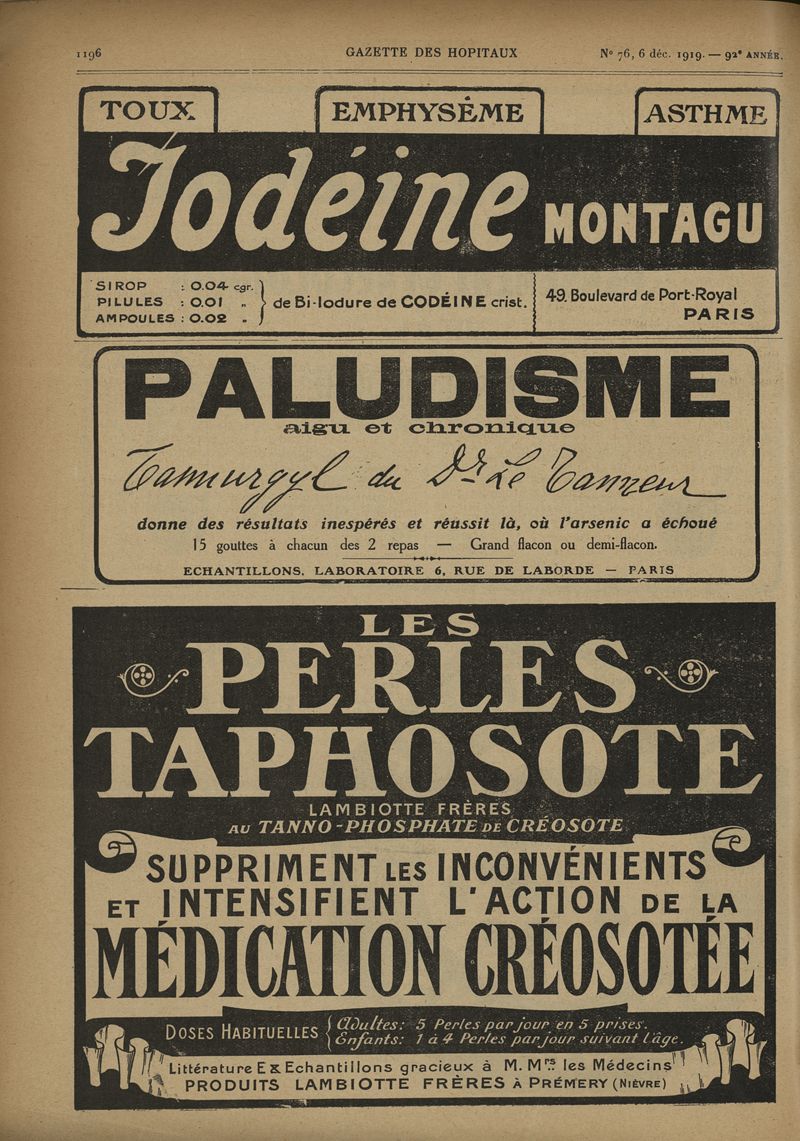 1196 GAZETTE DES HOPITAUX N° 76, 6 déc. 1919. — 92e ANNÉE.
TOUX EMPHYSÈME ASTHME
Iodéine MONTAGU
SIROP : 0.04 cgr.
PILULES : 0.01 „
AMPOULES : 0.02 „
de Bi-Iodure de CODÉINE crist.
49, Boulevard de Port-Royal
PARIS
PALUDISME
aigu et chronique
Tannurgyl du Dr Le Tanneur
donne des résultats inespérés et réussit là, où l'arsenic a échoué
15 gouttes à chacun des 2 repas — Grand flacon ou demi-flacon.
ECHANTILLONS, LABORATOIRE 6, RUE DE LABORDE — PARIS
LES
PERLES
TAPHOSOTE
LAMBIOTTE FRÈRES
AU TANNO-PHOSPHATE DE CRÉOSOTE
SUPPRIMENT LES INCONVÉNIENTS
ET INTENSIFIENT L'ACTION DE LA
MÉDICATION CRÉOSOTÉE
DOSES HABITUELLES
Adultes: 5 Perles par jour en 5 prises.
Enfants: 1 à 4 Perles par jour suivant l'âge.
Littérature Ex Echantillons gracieux à M. Mrs les Médecins
PRODUITS LAMBIOTTE FRÈRES À PRÉMERY (NIÈVRE)